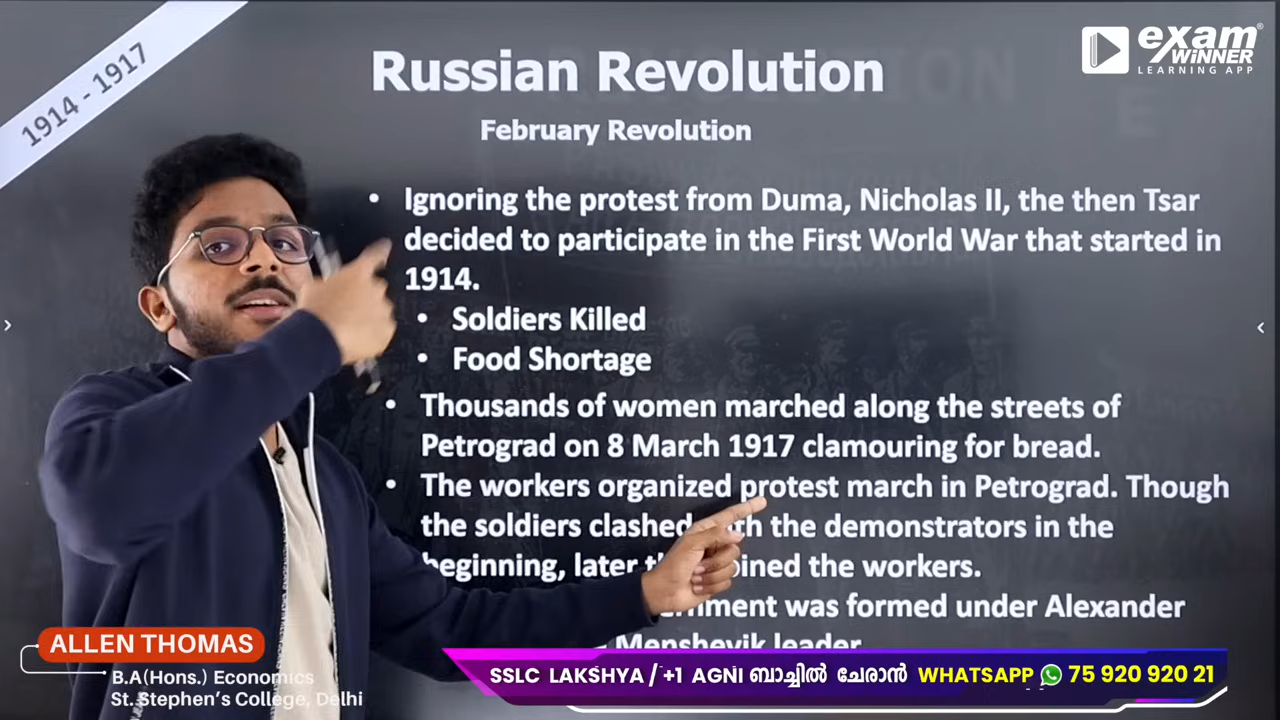 1914 - 1917
exam
WiNNER
LEARNING APP
Russian Revolution
February Revolution
• Ignoring the protest from Duma, Nicholas II, the then Tsar
decided to participate in the First World War that started in
1914.
• Soldiers Killed
• Food Shortage
• Thousands of women marched along the streets of
Petrograd on 8 March 1917 clamouring for bread.
• The workers organized protest march in Petrograd. Though
the soldiers clashed the demonstrators in the
beginning, later the workers.
was formed under Alexander
Menshevik leader
ALLEN THOMAS
B.A(Hons.) Economics
St. Stephen's College, Delhi
SSLC LAKSHYA / +1 AGNI ബാച്ചിൽ ചേരാൻ WHATSAPP 75 920 920 21